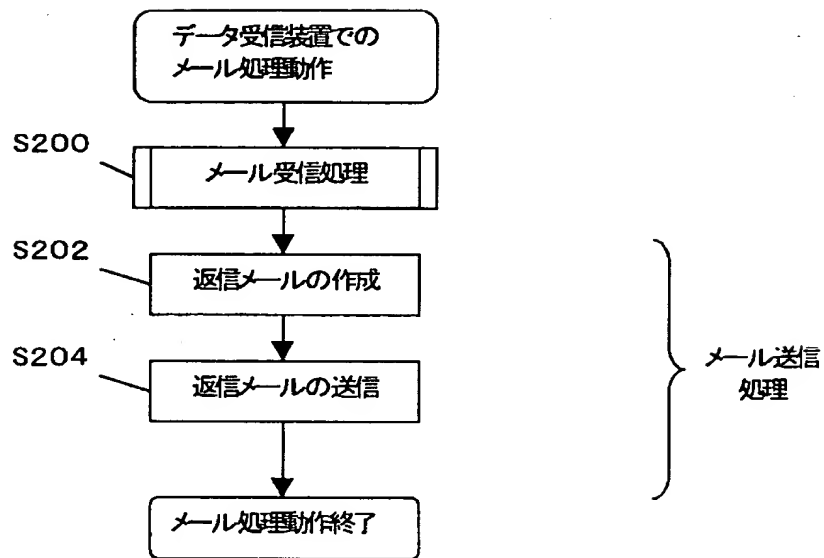 データ受信装置での
メール処理動作
S200
メール受信処理
S202
返信メールの作成
S204
返信メールの送信
メール送信
処理
メール処理動作終了